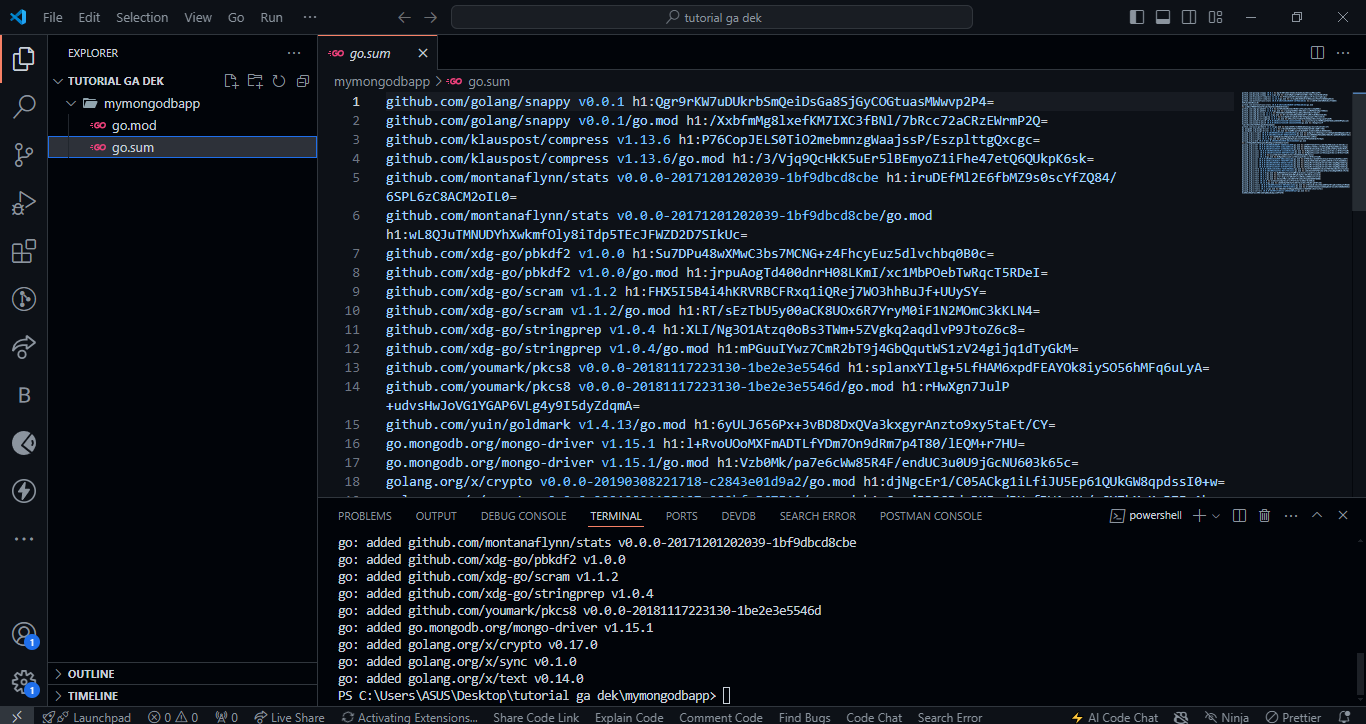 File Edit Selection View Go Run ···
tutorial ga dek
EXPLORER
TUTORIAL GA DEK
mymongodbapp
go.mod
go.sum
OUTLINE
TIMELINE
go.sum
mymongodbapp > go.sum
1 github.com/golang/snappy v0.0.1 h1:Qgr9rKW7uDUkrbSmQeiDsGa8SjGyCOGtuasMWwvp2P4=
2 github.com/golang/snappy v0.0.1/go.mod h1:/XxbfmMg8lxefKM7IXC3fBNl/7bRcc72aCRzEWrmP2Q=
3 github.com/klauspost/compress v1.13.6 h1:P76CopJELS0TiO2mebmnzgWaajssP/EszplttgQxcgc=
4 github.com/klauspost/compress v1.13.6/go.mod h1:/3/Vjq9QcHkK5uEr5lBEmyoZ1iFhe47etQ6QUkpK6sk=
5 github.com/montanaflynn/stats v0.0.0-20171201202039-1bf9dbcd8cbe h1:iruDEfMl2E6fbMZ9s0scYfZQ84/
6SPL6zC8ACM2oIL0=
6 github.com/montanaflynn/stats v0.0.0-20171201202039-1bf9dbcd8cbe/go.mod
h1:wL8QJuTMNUDYhXwkmfOly8iTdp5TEcJFWZD2D7SIkUc=
7 github.com/xdg-go/pbkdf2 v1.0.0 h1:Su7DPu48wXMwC3bs7MCNG+z4FhcyEuz5dlvchbq0B0c=
8 github.com/xdg-go/pbkdf2 v1.0.0/go.mod h1:jrpuAogTd400dnrH08LKmI/xc1MbPOebTwRqcT5RDeI=
9 github.com/xdg-go/scram v1.1.2 h1:FHX5I5B4i4hKRVRBCFRxq1iQRej7WO3hhBuJf+UUySY=
10 github.com/xdg-go/scram v1.1.2/go.mod h1:RT/sEzTbU5y00aCK8UOx6R7YryM0iF1N2MOmC3kKLN4=
11 github.com/xdg-go/stringprep v1.0.4 h1:XLI/Ng3O1Atzq0oBs3TWm+5ZVgkq2aqdlvP9JtoZ6c8=
12 github.com/xdg-go/stringprep v1.0.4/go.mod h1:mPGuuIYwz7CmR2bT9j4GbQqutWS1zV24gijq1dTyGkM=
13 github.com/youmark/pkcs8 v0.0.0-20181117223130-1be2e3e5546d h1:splanxYIlg+5LfHAM6xpdFEAYOk8iySO56hMFq6uLyA=
14 github.com/youmark/pkcs8 v0.0.0-20181117223130-1be2e3e5546d/go.mod h1:rHwXgn7JulP
+udvsHwJoVG1YGAP6VLg4y9I5dyZdqmA=
15 github.com/yuin/goldmark v1.4.13/go.mod h1:6yULJ656Px+3vBD8DxQVa3kxgyrAnzto9xy5taEt/CY=
16 go.mongodb.org/mongo-driver v1.15.1 h1:l+RvoUOoMXFmADTLfYDm7On9dRm7p4T80/lEQM+r7HU=
17 go.mongodb.org/mongo-driver v1.15.1/go.mod h1:Vzb0Mk/pa7e6cWw85R4F/endUC3u0U9jGcNU603k65c=
18 golang.org/x/crypto v0.0.0-20190308221718-c2843e01d9a2/go.mod h1:djNgcEr1/C05ACkg1iLfiJU5Ep61QUkGW8qpdssI0+w=
PROBLEMS OUTPUT DEBUG CONSOLE TERMINAL PORTS DEVDB SEARCH ERROR POSTMAN CONSOLE
powershell
go: added github.com/montanaflynn/stats v0.0.0-20171201202039-1bf9dbcd8cbe
go: added github.com/xdg-go/pbkdf2 v1.0.0
go: added github.com/xdg-go/scram v1.1.2
go: added github.com/xdg-go/stringprep v1.0.4
go: added github.com/youmark/pkcs8 v0.0.0-20181117223130-1be2e3e5546d
go: added go.mongodb.org/mongo-driver v1.15.1
go: added golang.org/x/crypto v0.17.0
go: added golang.org/x/sync v0.1.0
go: added golang.org/x/text v0.14.0
PS C:\Users\ASUS\Desktop\tutorial ga dek\mymongodbapp>
Launchpad 0 0 0 Live Share Activating Extensions... Share Code Link Explain Code Comment Code Find Bugs Code Chat Search Error AI Code Chat Ninja Prettier